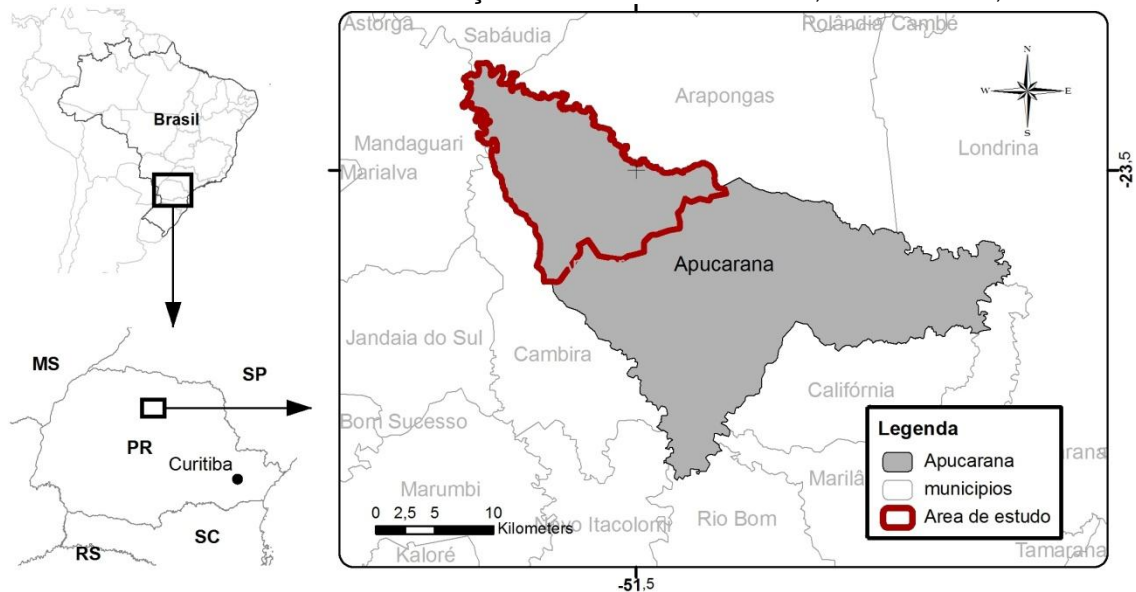 Astorga
Sabáudia
Rolândia Cambé
Brasil
Arapongas
N
W E
S
Mandaguari
Marialva
Londrina
-23,5
Apucarana
Jandaia do Sul
Cambira
MS
SP
PR
Curitiba
RS
SC
Califórnia
Bom Sucesso
Legenda
Apucarana
municipios
Area de estudo
Marumbi
0 2,5 5 10
Kilometers
Novo Itacolomi
Rio Bom
Kaloré
Tamarana
-51,5